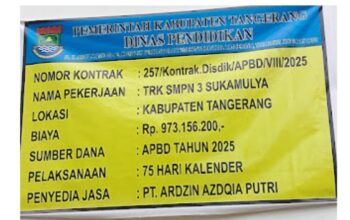 PEMERINTAH KABUPATEN TANGERANG
DINAS PENDIDIKAN
NOMOR KONTRAK : 257/Kontrak.Disdik/APBD/VIII/2025
NAMA PEKERJAAN : TRK SMPN 3 SUKAMULYA
LOKASI : KABUPATEN TANGERANG
BIAYA : Rp. 973.156.200,-
SUMBER DANA : APBD TAHUN 2025
PELAKSANAAN : 75 HARI KALENDER
PENYEDIA JASA : PT. ARDZIN AZDQIA PUTRI